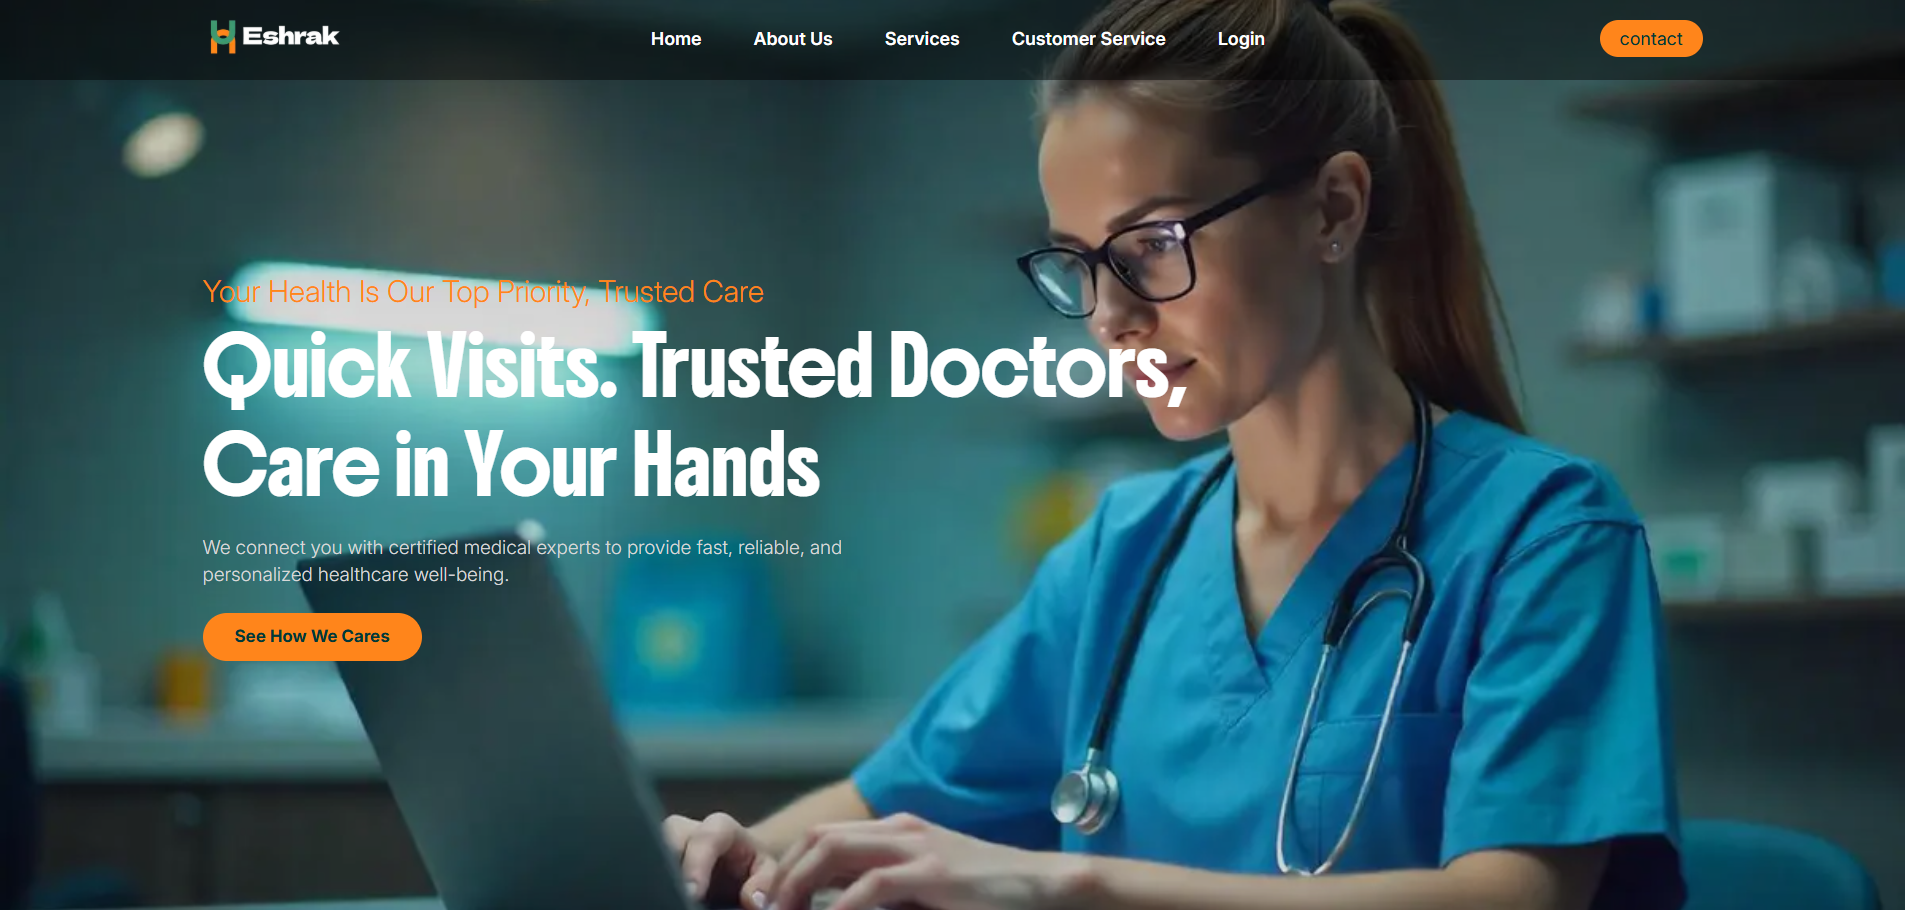 Eshrak
Home
About Us
Services
Customer Service
Login
contact
Your Health Is Our Top Priority, Trusted Care
Quick Visits. Trusted Doctors,
Care in Your Hands
We connect you with certified medical experts to provide fast, reliable, and
personalized healthcare well-being.
See How We Cares